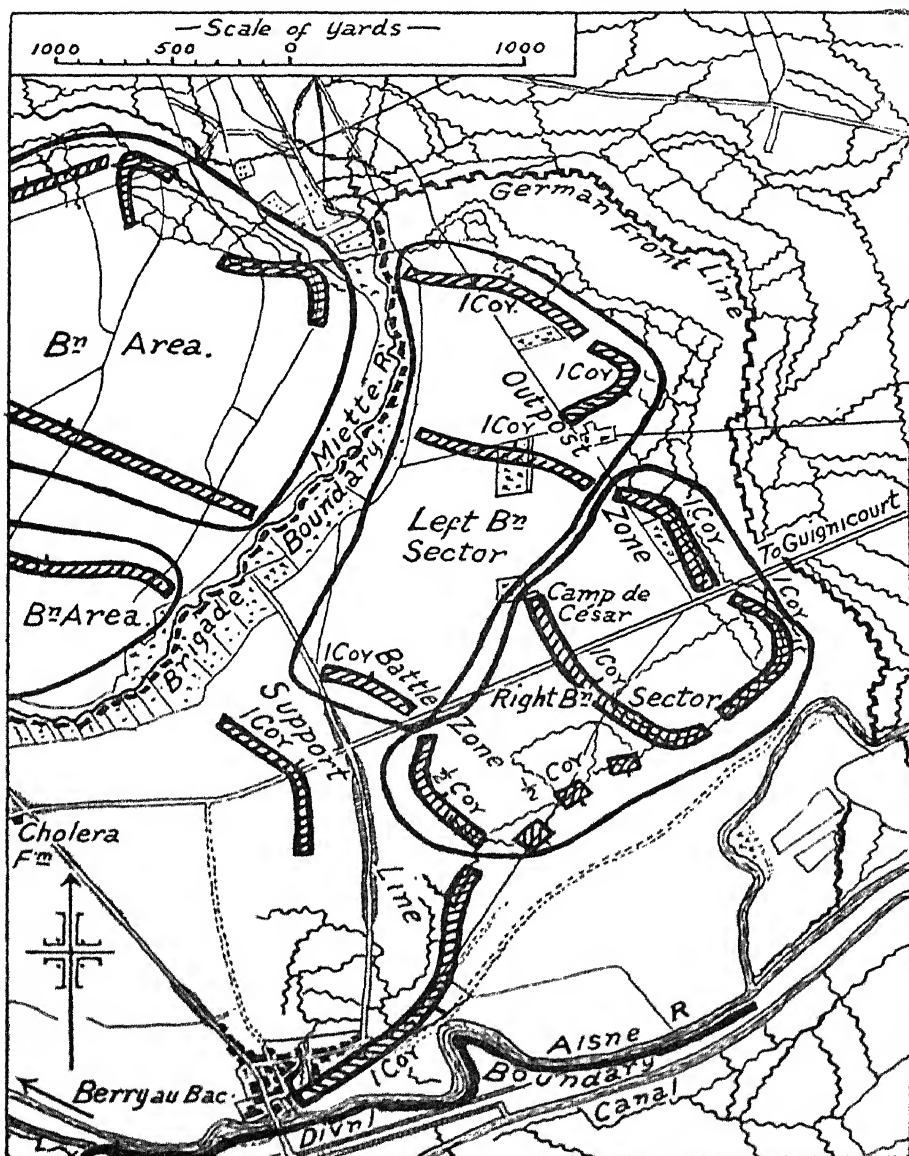 —Scale of Yards—
1000 500 0 1000
German Front Line
1 Coy.
Bn Area.
1 Coy
Outpost Zone
Miette R.
1 Coy
Brigade Boundary
Left Bn Sector
1 Coy
To Guignicourt
Camp de César
1 Coy
Bn Area.
1 Coy
1 Coy
Battle Zone
Right Bn Sector
Support Line
1 Coy
½ Coy
½ Coy
Cholera Fm
Aisne R
Divnl Boundary
Canal
1 Coy
Berry au Bac.